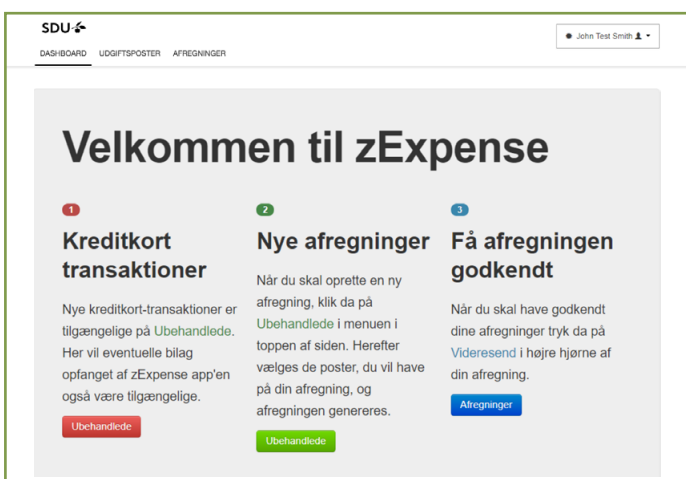 SDU
John Test Smith
DASHBOARD UDGIFTSPOSTER AFREGNINGER
Velkommen til zExpense
1
Kreditkort
transaktioner
Nye kreditkort-transaktioner er
tilgængelige på Ubehandlede.
Her vil eventuelle bilag
opfanget af zExpense app'en
også være tilgængelige.
Ubehandlede
2
Nye afregninger
Når du skal oprette en ny
afregning, klik da på
Ubehandlede i menuen i
toppen af siden. Herefter
vælges de poster, du vil have
på din afregning, og
afregningen genereres.
Ubehandlede
3
Få afregningen
godkendt
Når du skal have godkendt
dine afregninger tryk da på
Videresend i højre hjørne af
din afregning.
Afregninger